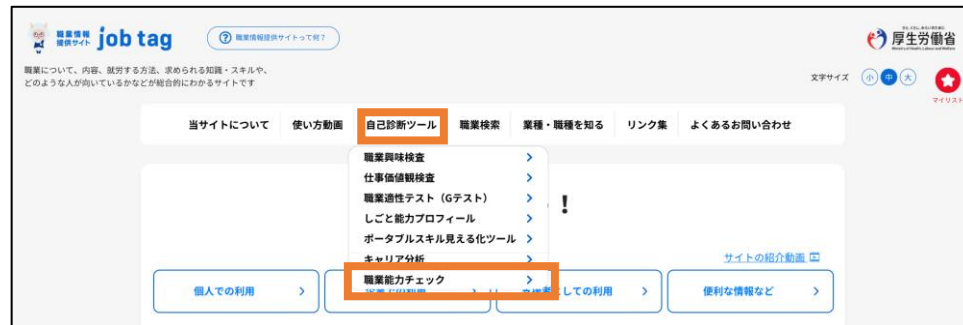 職業情報
提供サイト
job tag
? 職業情報提供サイトって何?
厚生労働省
職業について、内容、就労する方法、求められる知識・スキルや、
どのような人が向いているかなどが総合的にわかるサイトです
文字サイズ 小 中 大
マイリスト
当サイトについて 使い方動画 自己診断ツール 職業検索 業種・職種を知る リンク集 よくあるお問い合わせ
職業興味検査
仕事価値観検査
職業適性テスト(Gテスト)
しごと能力プロフィール
ポータブルスキル見える化ツール
キャリア分析
職業能力チェック
!
サイトの紹介動画
個人での利用
しての利用
便利な情報など